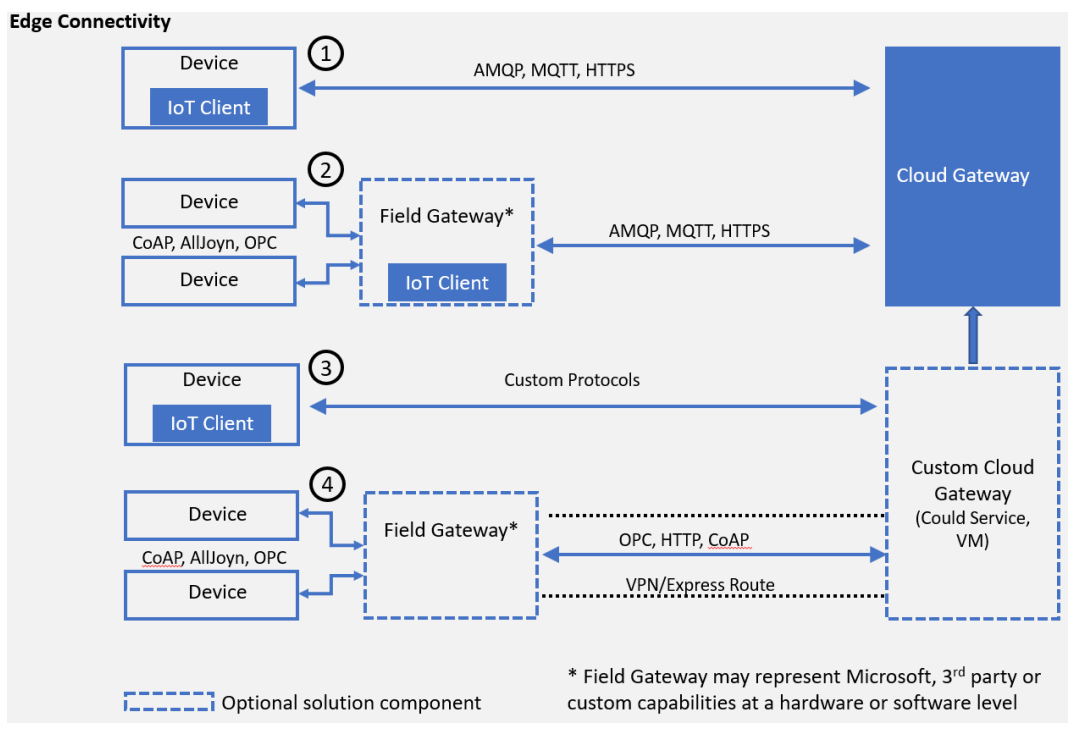 Edge Connectivity
1
Device
IoT Client
AMQP, MQTT, HTTPS
Cloud Gateway
2
Device
CoAP, AllJoyn, OPC
Device
Field Gateway*
IoT Client
AMQP, MQTT, HTTPS
3
Device
IoT Client
Custom Protocols
4
Device
CoAP, AllJoyn, OPC
Device
Field Gateway*
OPC, HTTP, CoAP
VPN/Express Route
Custom Cloud
Gateway
(Could Service,
VM)
Optional solution component
* Field Gateway may represent Microsoft, 3rd party or
custom capabilities at a hardware or software level